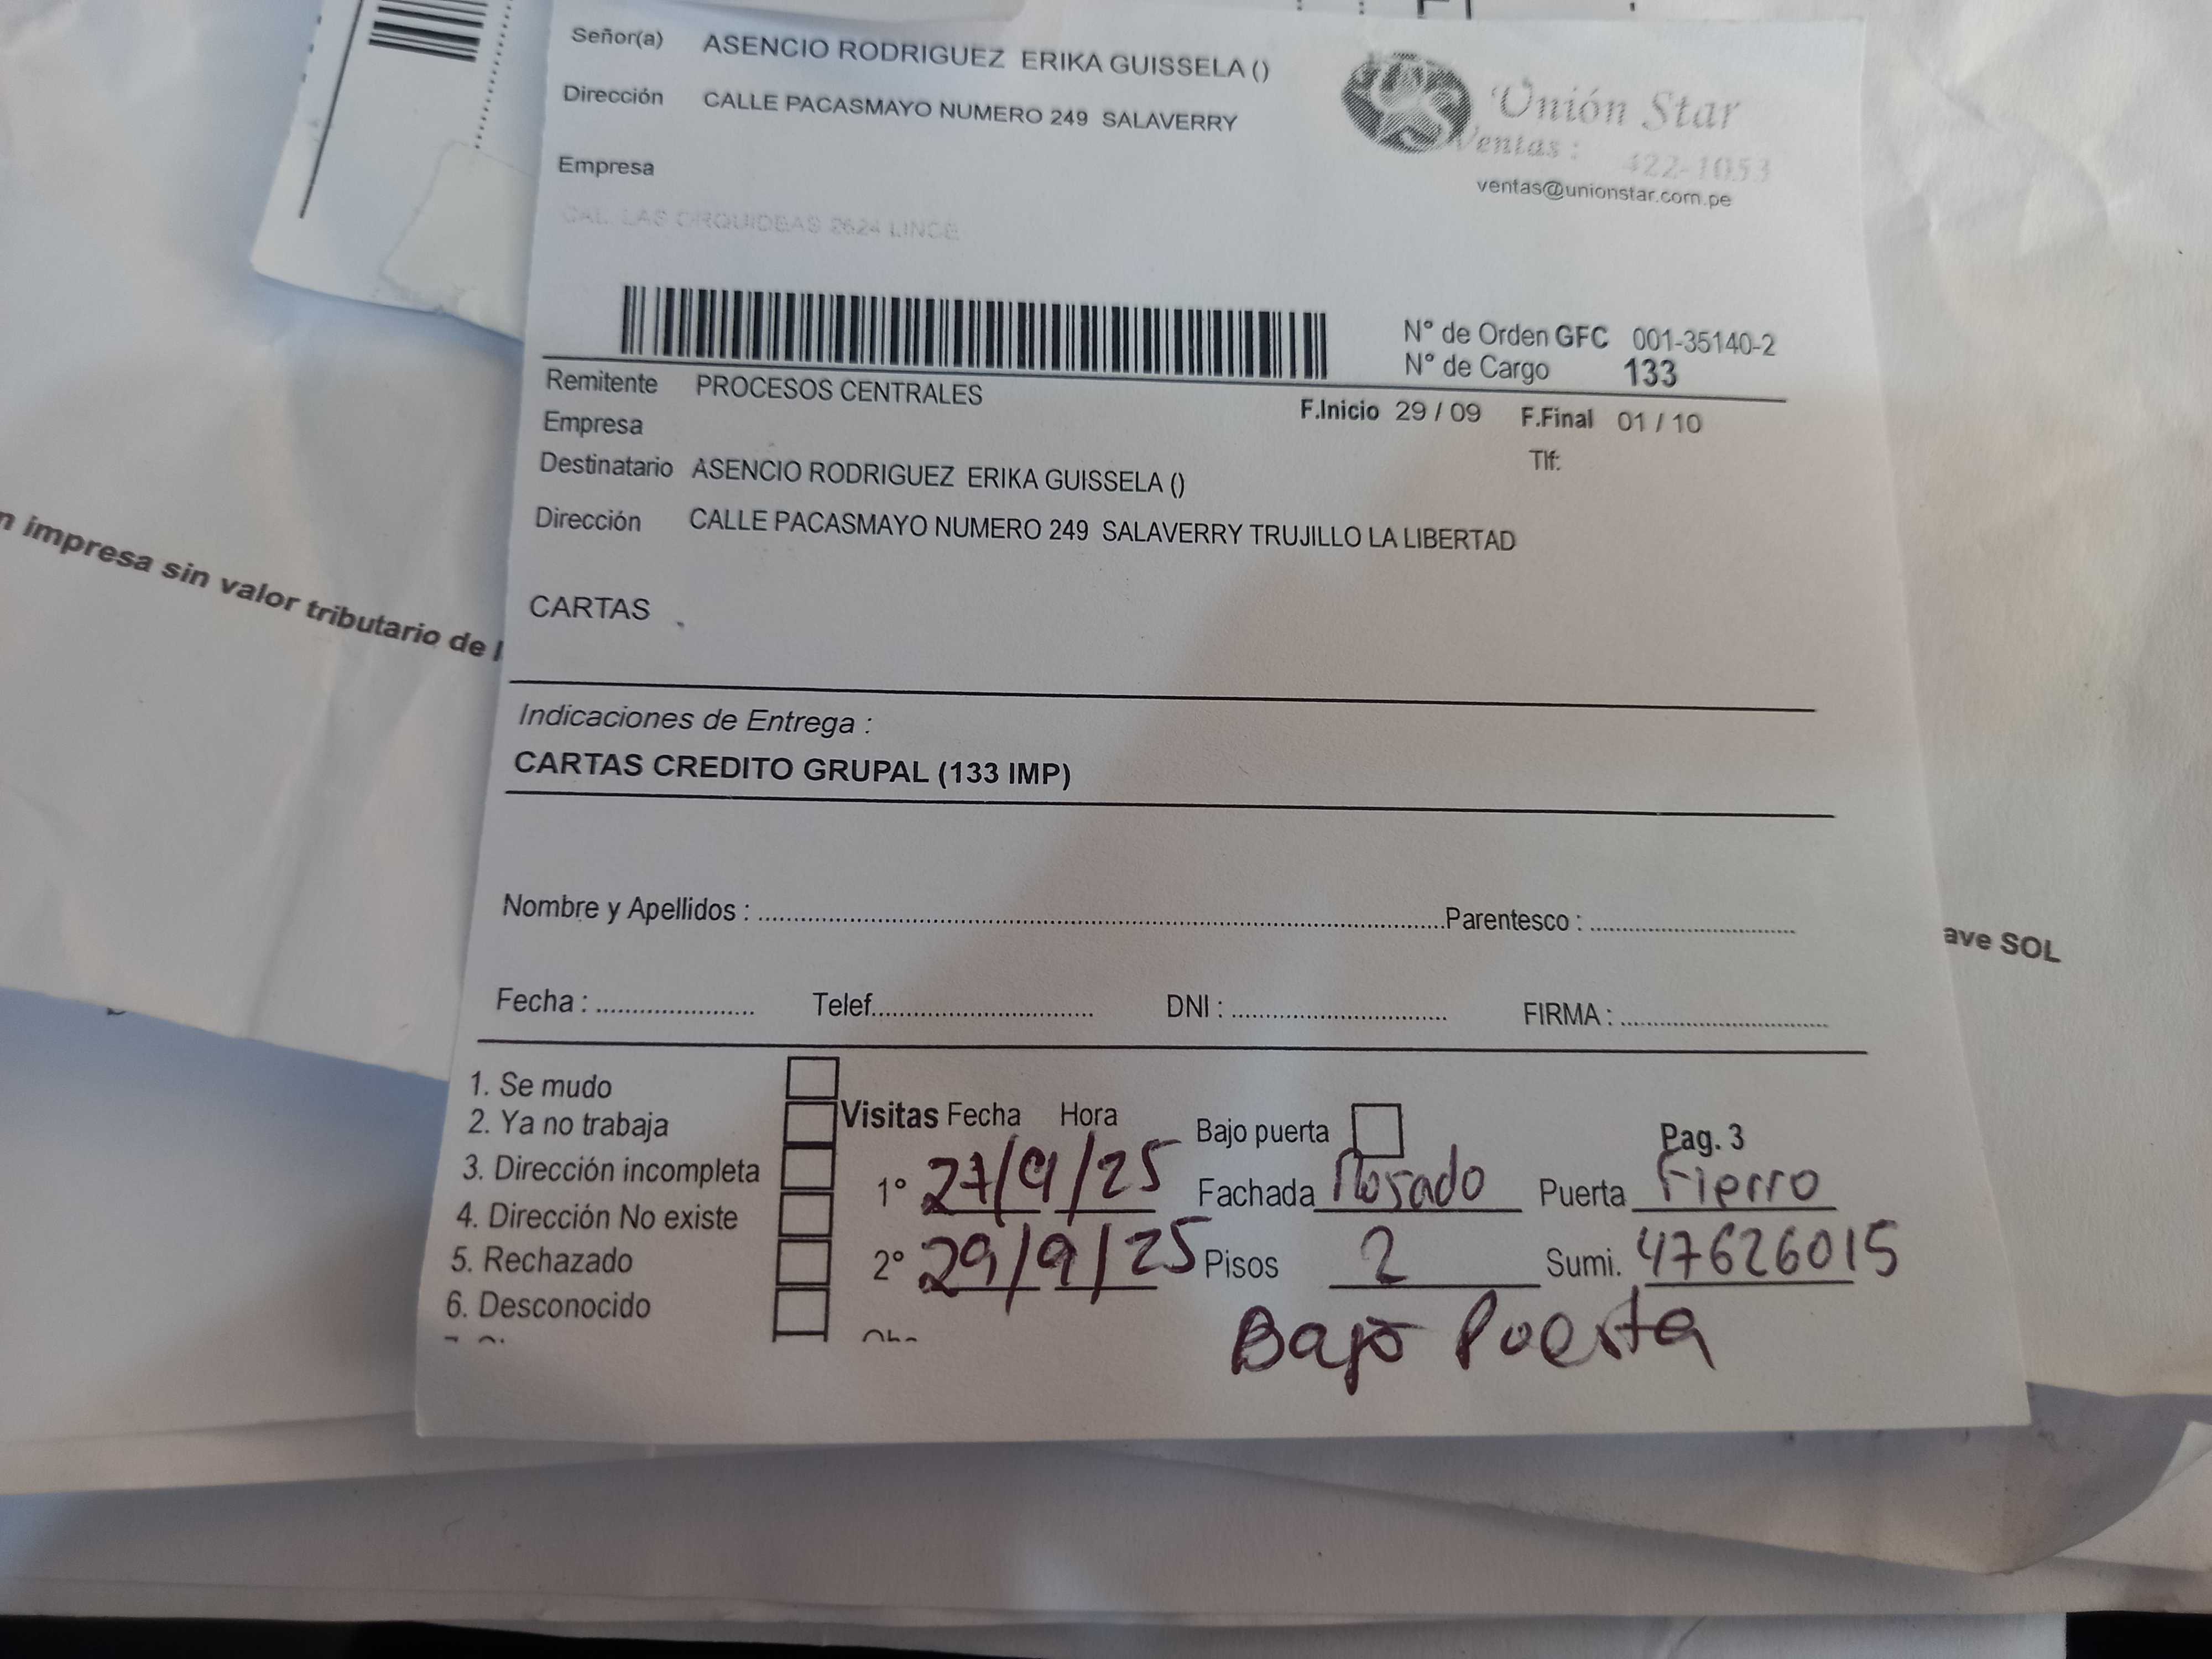 Señor(a) ASENCIO RODRIGUEZ ERIKA GUISSELA ()
Dirección CALLE PACASMAYO NUMERO 249 SALAVERRY
Empresa
CAL. LAS ORQUIDEAS 2624 LINCE
Unión Star
Ventas : 422-1053
ventas@unionstar.com.pe
N° de Orden GFC 001-35140-2
N° de Cargo 133
Remitente PROCESOS CENTRALES
F.Inicio 29 / 09 F.Final 01 / 10
Empresa
Tlf:
Destinatario ASENCIO RODRIGUEZ ERIKA GUISSELA ()
Dirección CALLE PACASMAYO NUMERO 249 SALAVERRY TRUJILLO LA LIBERTAD
CARTAS
Indicaciones de Entrega :
CARTAS CREDITO GRUPAL (133 IMP)
Nombre y Apellidos : Parentesco :
Fecha : Telef. DNI : FIRMA :
1. Se mudo
2. Ya no trabaja
3. Dirección incompleta
4. Dirección No existe
5. Rechazado
6. Desconocido
Visitas Fecha Hora
1° 27/9/25
2° 29/9/25
Bajo puerta
Pag. 3
Fachada Rosado Puerta Fierro
Pisos 2 Sumi. 47626015
Bajo Puerta
impresa sin valor tributario de
ave SOL